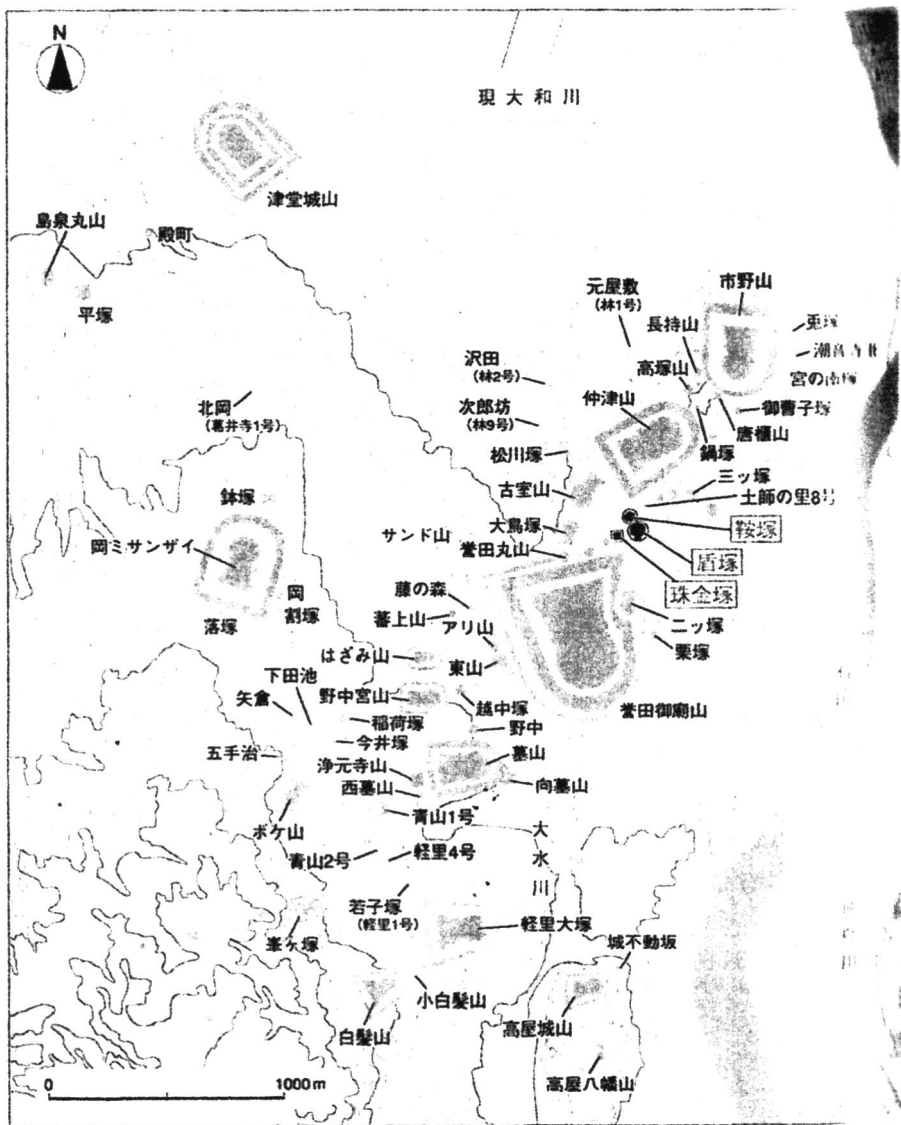 N
現大和川
津堂城山
島泉丸山
殿町
平塚
市野山
元屋敷
(林1号)
長持山
沢田
(林2号)
高塚山
宮の南塚
仲津山
御曹子塚
次郎坊
(林9号)
唐櫃山
北岡
(葛井寺1号)
鍋塚
松川塚
三ッ塚
古室山
土師の里8号
鉢塚
鞍塚
大鳥塚
サンド山
岡ミサンザイ
誉田丸山
盾塚
珠金塚
藤の森
岡
割塚
蕃上山
二ッ塚
落塚
アリ山
栗塚
はざみ山
東山
下田池
野中宮山
矢倉
越中塚
誉田御廟山
稲荷塚
野中
今井塚
五手治
墓山
浄元寺山
向墓山
西墓山
青山1号
ボケ山
大水川
青山2号
軽里4号
若子塚
(軽里1号)
軽里大塚
峯ヶ塚
城不動坂
小白髪山
白髪山
高屋城山
高屋八幡山
0
1000m